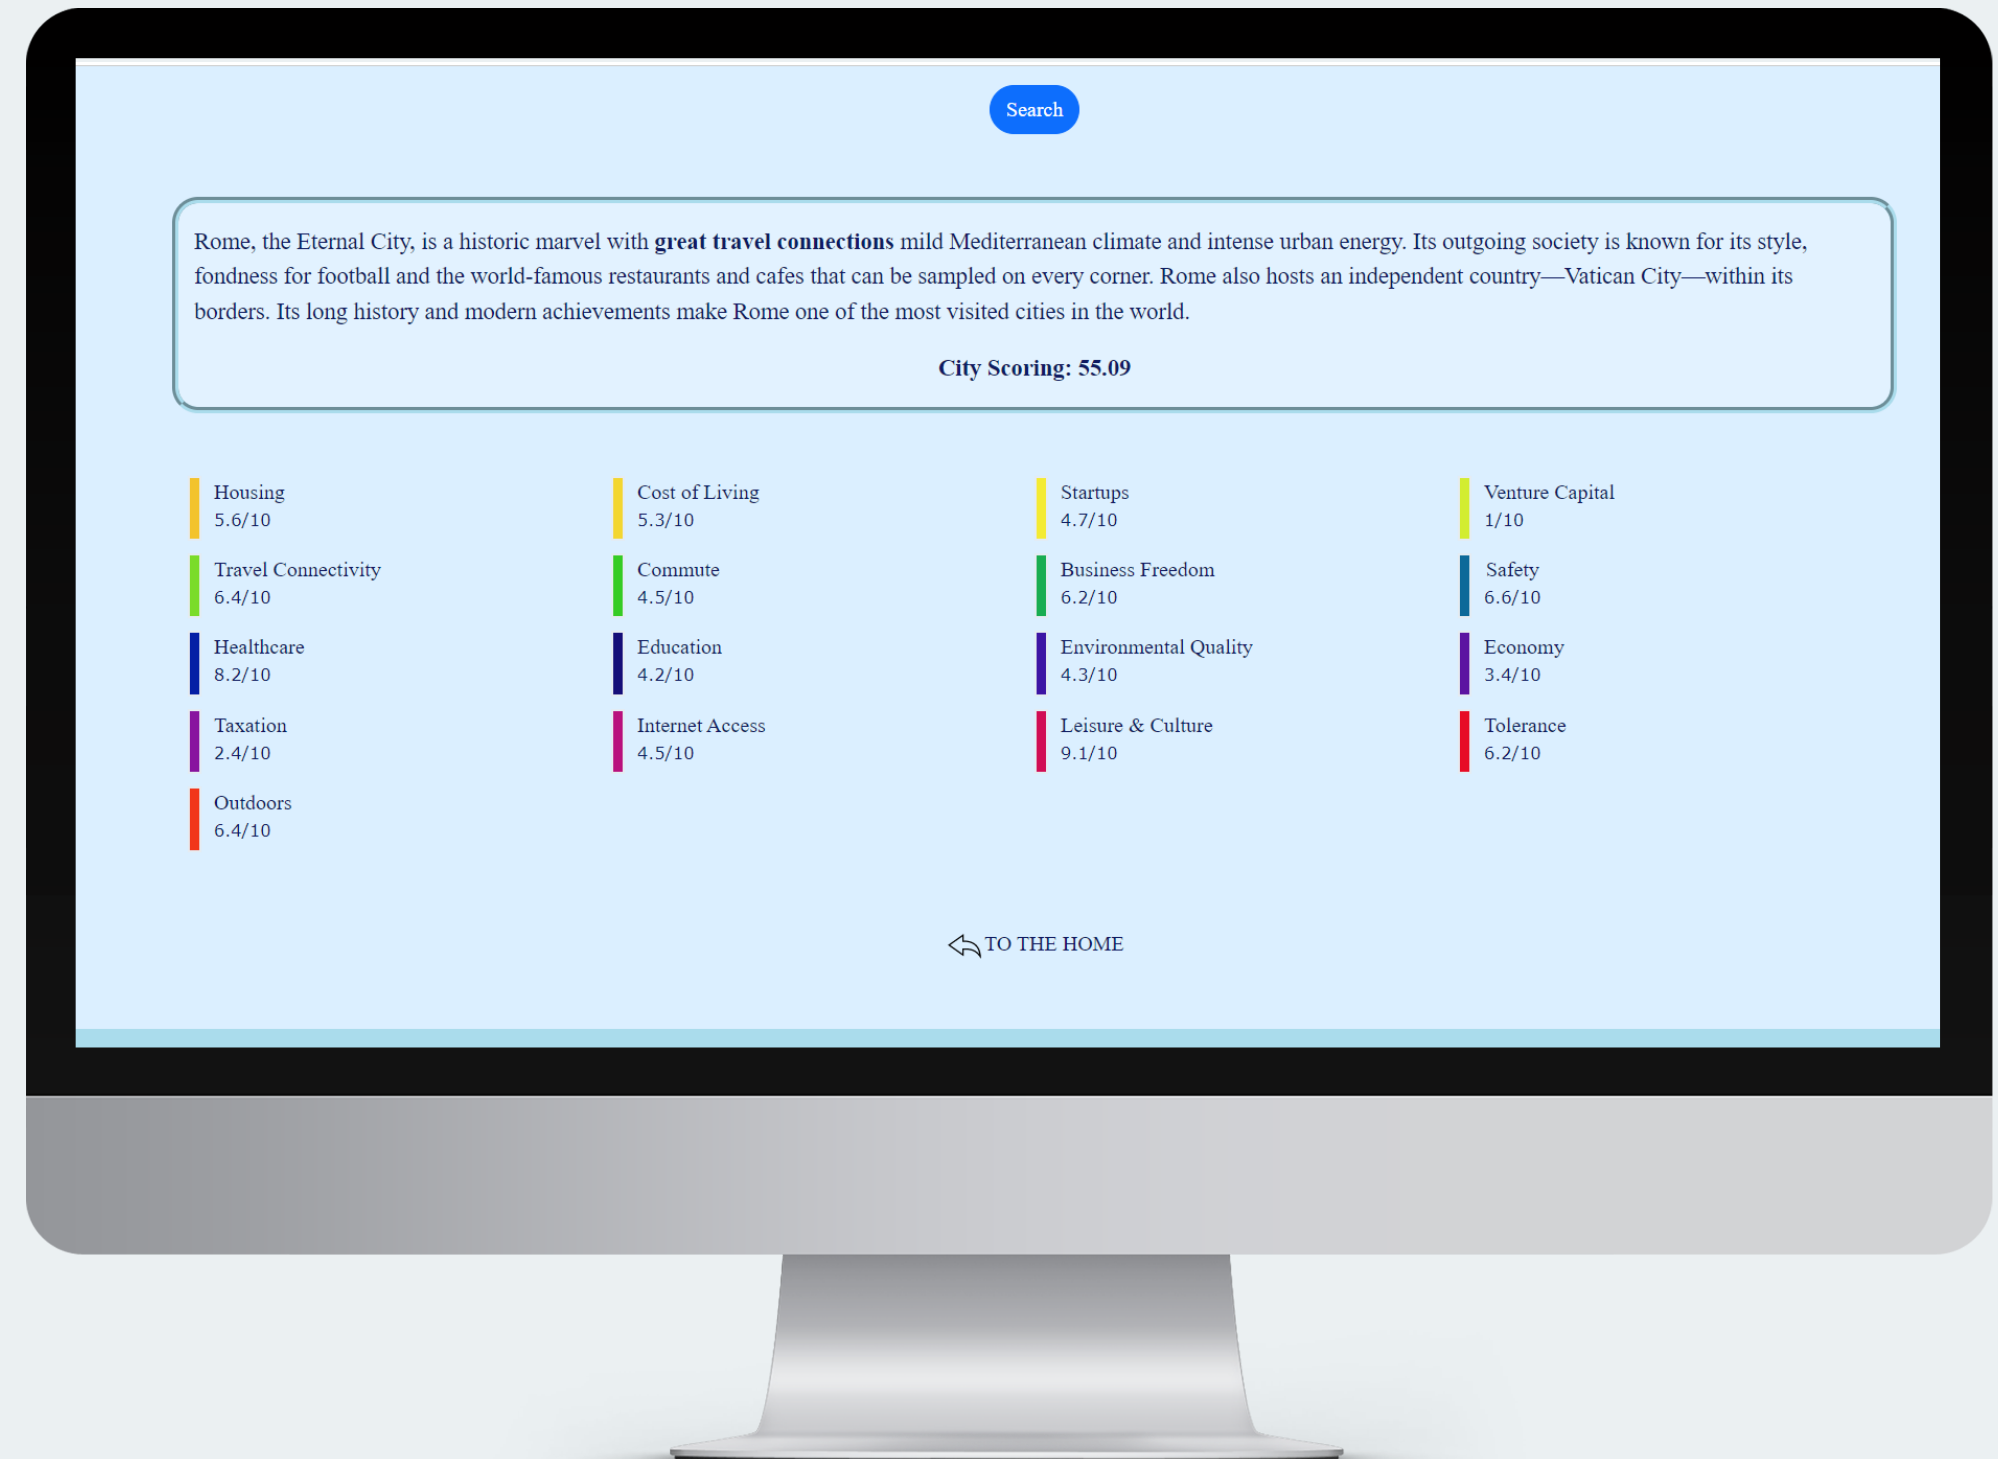 Search
Rome, the Eternal City, is a historic marvel with great travel connections mild Mediterranean climate and intense urban energy. Its outgoing society is known for its style,
fondness for football and the world-famous restaurants and cafes that can be sampled on every corner. Rome also hosts an independent country—Vatican City—within its
borders. Its long history and modern achievements make Rome one of the most visited cities in the world.
City Scoring: 55.09
Housing
5.6/10
Cost of Living
5.3/10
Startups
4.7/10
Venture Capital
1/10
Travel Connectivity
6.4/10
Commute
4.5/10
Business Freedom
6.2/10
Safety
6.6/10
Healthcare
8.2/10
Education
4.2/10
Environmental Quality
4.3/10
Economy
3.4/10
Taxation
2.4/10
Internet Access
4.5/10
Leisure & Culture
9.1/10
Tolerance
6.2/10
Outdoors
6.4/10
TO THE HOME